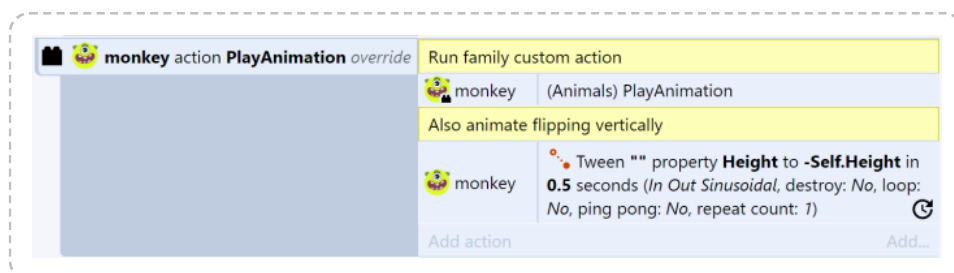 monkey action PlayAnimation override
Run family custom action
monkey
(Animals) PlayAnimation
Also animate flipping vertically
monkey
Tween "" property Height to -Self.Height in
0.5 seconds (In Out Sinusoidal, destroy: No, loop:
No, ping pong: No, repeat count: 1)
Add action
Add...